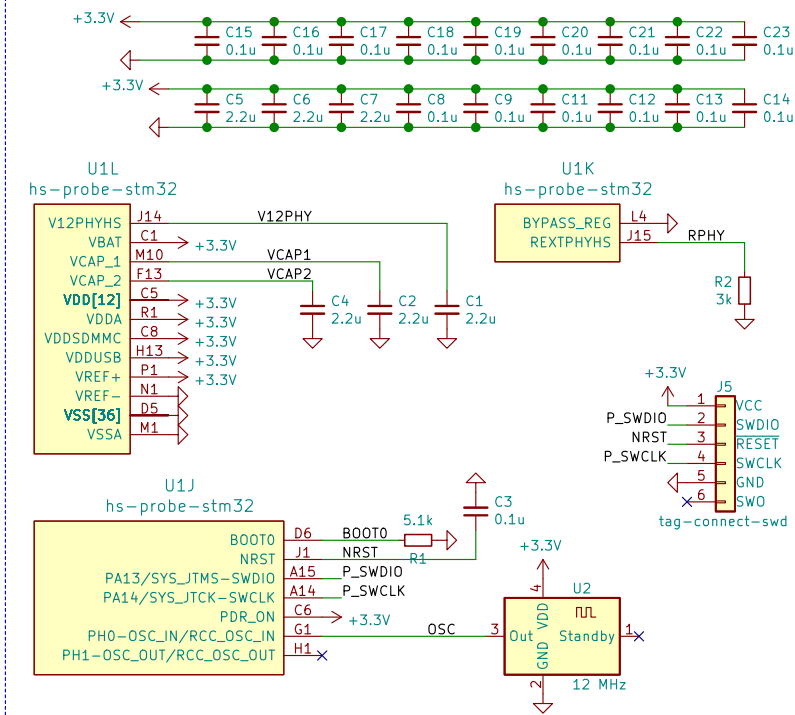 +3.3V
C15 C16 C17 C18 C19 C20 C21 C22 C23
0.1u 0.1u 0.1u 0.1u 0.1u 0.1u 0.1u 0.1u 0.1u
+3.3V
C5 C6 C7 C8 C9 C11 C12 C13 C14
2.2u 2.2u 2.2u 0.1u 0.1u 0.1u 0.1u 0.1u 0.1u
U1L
hs-probe-stm32
V12PHYHS J14 V12PHY
VBAT C1 +3.3V
VCAP_1 M10 VCAP1
VCAP_2 F13 VCAP2
VDD[12] C5 +3.3V
VDDA R1 +3.3V
VDDSDMMC C8 +3.3V
VDDUSB H13 +3.3V
VREF+ P1 +3.3V
VREF- N1
VSS[36] D5
VSSA M1
C4 C2 C1
2.2u 2.2u 2.2u
U1K
hs-probe-stm32
BYPASS_REG L4
REXTPHYHS J15 RPHY
R2
3k
J5
+3.3V
1 VCC
P_SWDIO 2 SWDIO
NRST 3 RESET
P_SWCLK 4 SWCLK
5 GND
6 SWO
tag-connect-swd
U1J
hs-probe-stm32
BOOT0 D6 BOOT0
NRST J1 NRST
PA13/SYS_JTMS-SWDIO A15 P_SWDIO
PA14/SYS_JTCK-SWCLK A14 P_SWCLK
PDR_ON C6 +3.3V
PH0-OSC_IN/RCC_OSC_IN G1 OSC
PH1-OSC_OUT/RCC_OSC_OUT H1
5.1k
R1
C3
0.1u
+3.3V
U2
4 VDD
3 Out Standby 1
GND 2
12 MHz